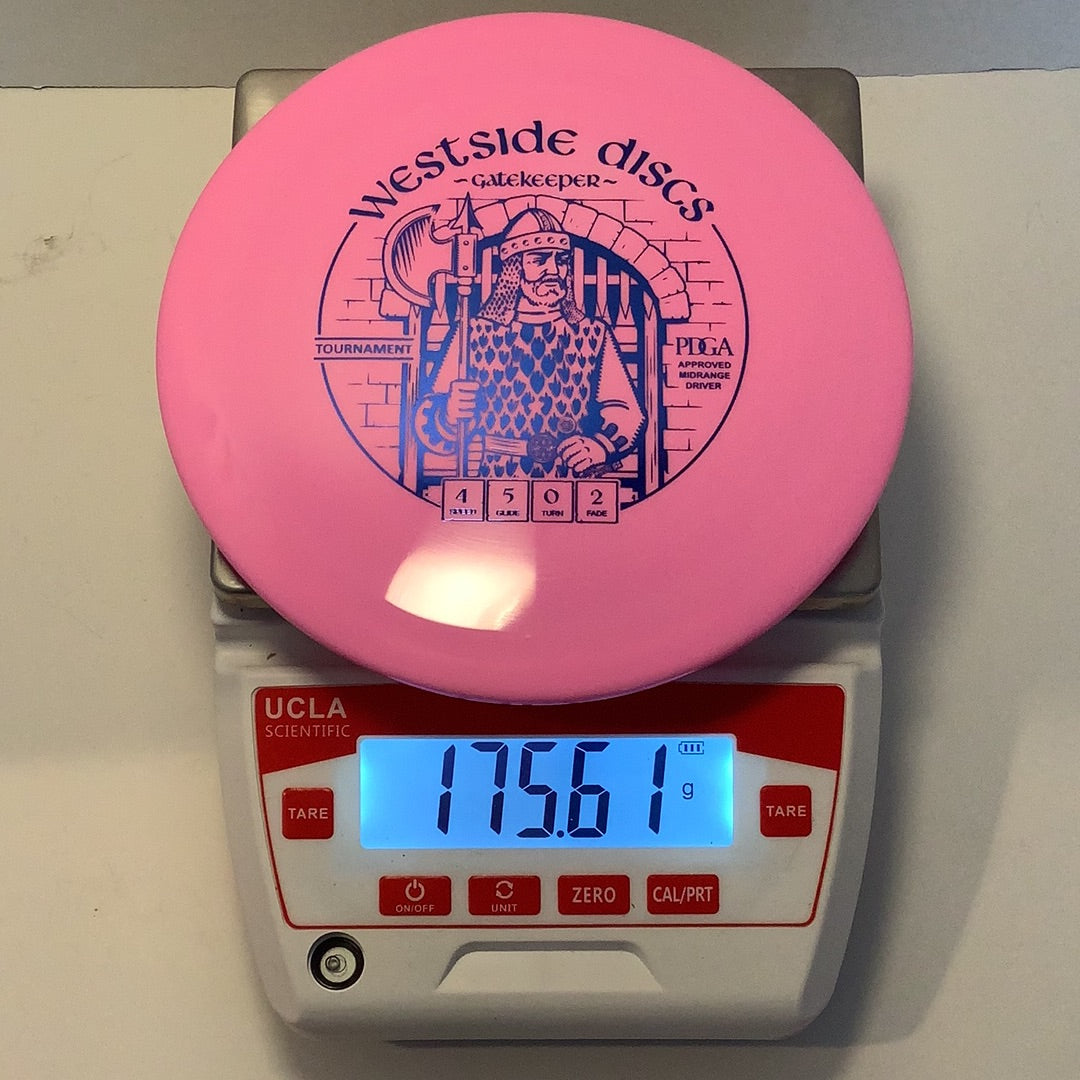 WESTSIDE DISCS
~GATEKEEPER~
TOURNAMENT
PDGA
APPROVED
MIDRANGE
DRIVER
4 5 0 2
SPEED GLIDE TURN FADE
UCLA
SCIENTIFIC
175.61 g
TARE
TARE
ON/OFF UNIT ZERO CAL/PRT